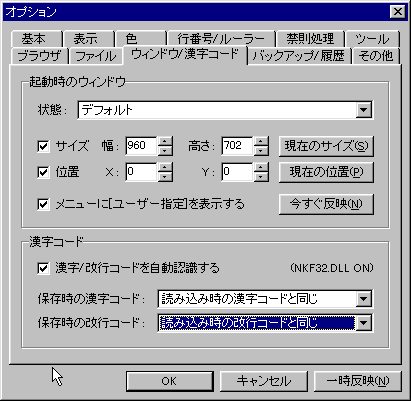 オプション
基本 表示 色 行番号/ルーラー 禁則処理 ツール
ブラウザ ファイル ウィンドウ/漢字コード バックアップ/履歴 その他
起動時のウィンドウ
状態: デフォルト
サイズ 幅: 960 高さ: 702 現在のサイズ(S)
位置 X: 0 Y: 0 現在の位置(P)
メニューに[ユーザー指定]を表示する 今すぐ反映(N)
漢字コード
漢字/改行コードを自動認識する (NKF32.DLL ON)
保存時の漢字コード: 読み込み時の漢字コードと同じ
保存時の改行コード: 読み込み時の改行コードと同じ
OK キャンセル 一時反映(N)